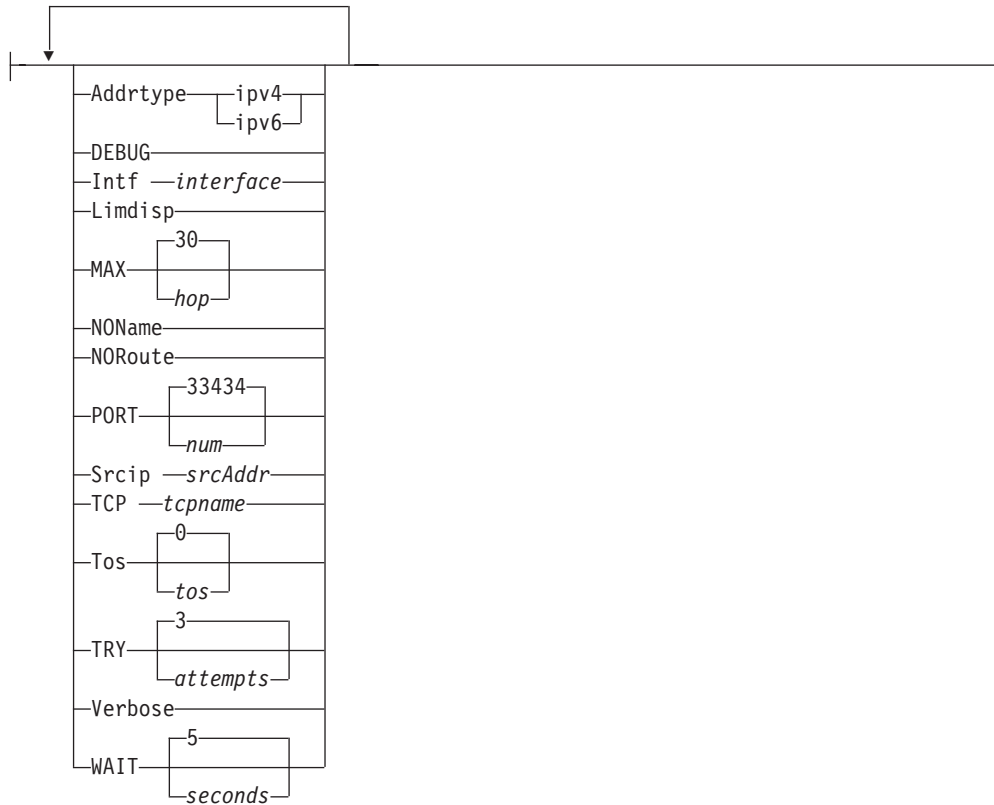 Addrtype ipv4
ipv6
DEBUG
Intf interface
Limdisp
30
MAX
hop
NOName
NORoute
33434
PORT
num
Srcip srcAddr
TCP tcpname
0
Tos
tos
3
TRY
attempts
Verbose
5
WAIT
seconds